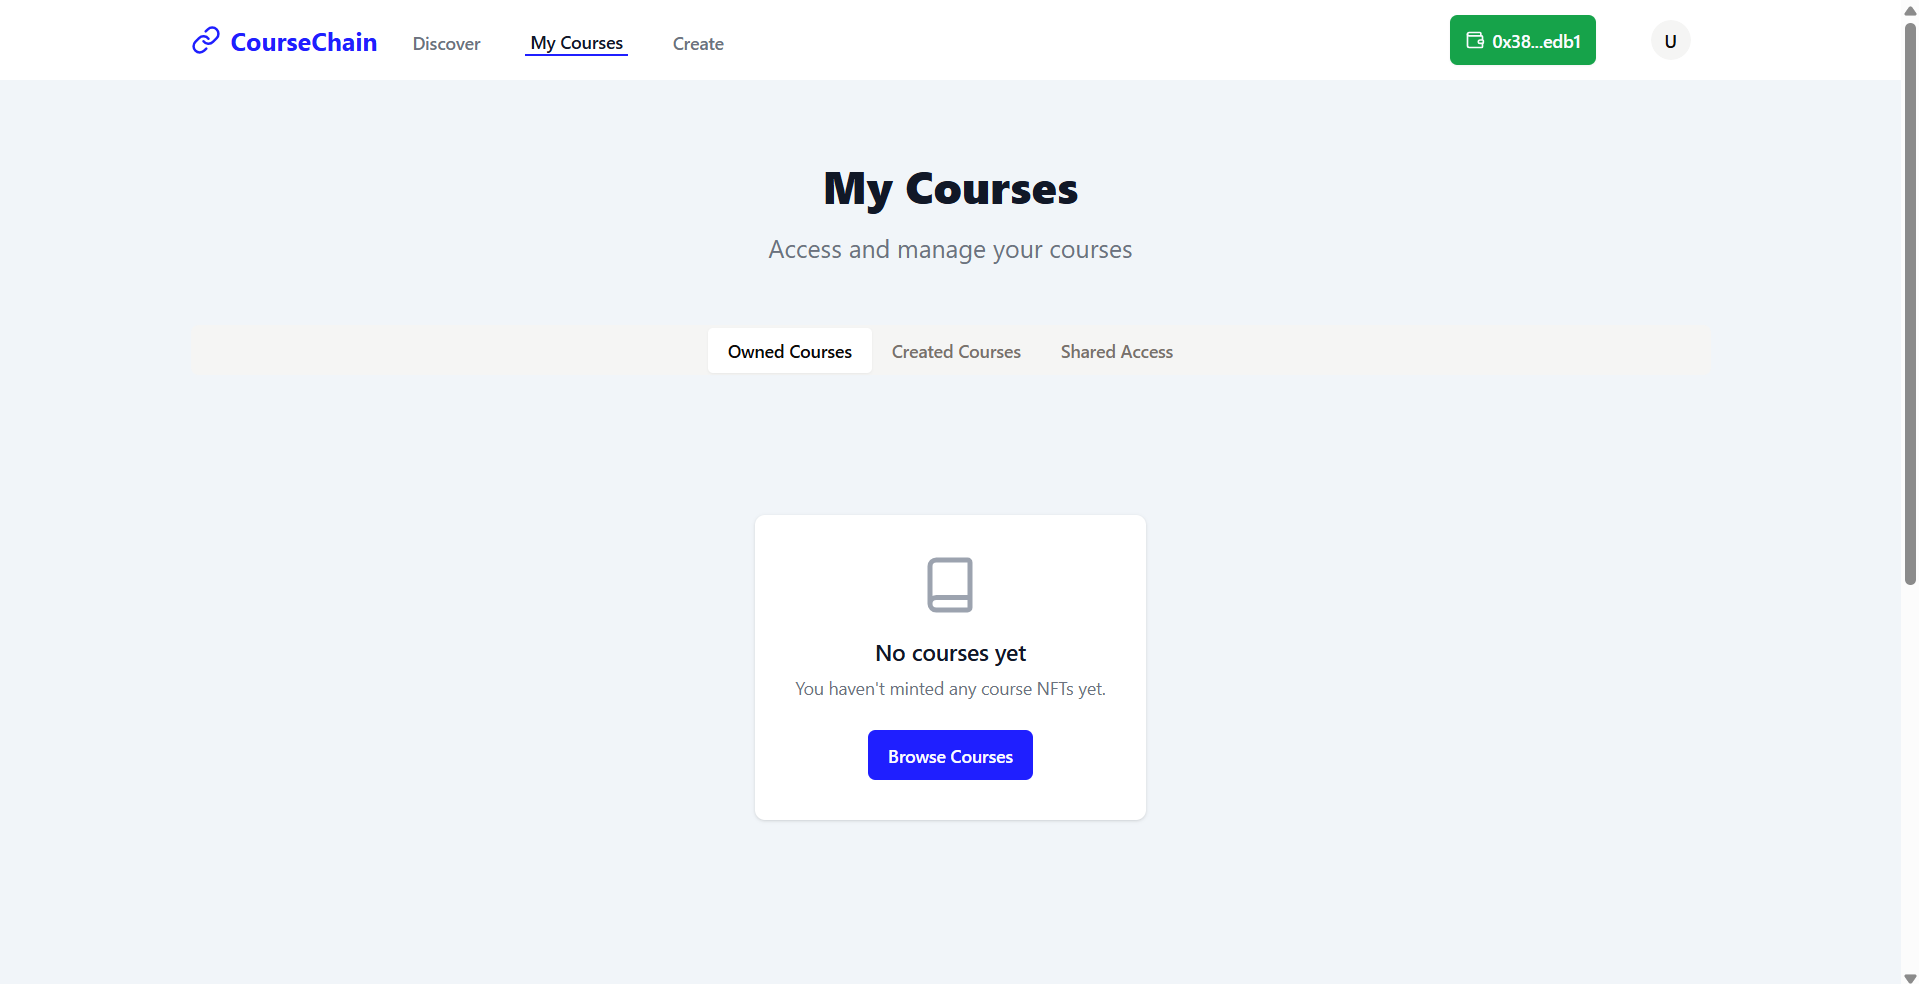 CourseChain
Discover
My Courses
Create
0x38...edb1
U
My Courses
Access and manage your courses
Owned Courses
Created Courses
Shared Access
No courses yet
You haven't minted any course NFTs yet.
Browse Courses